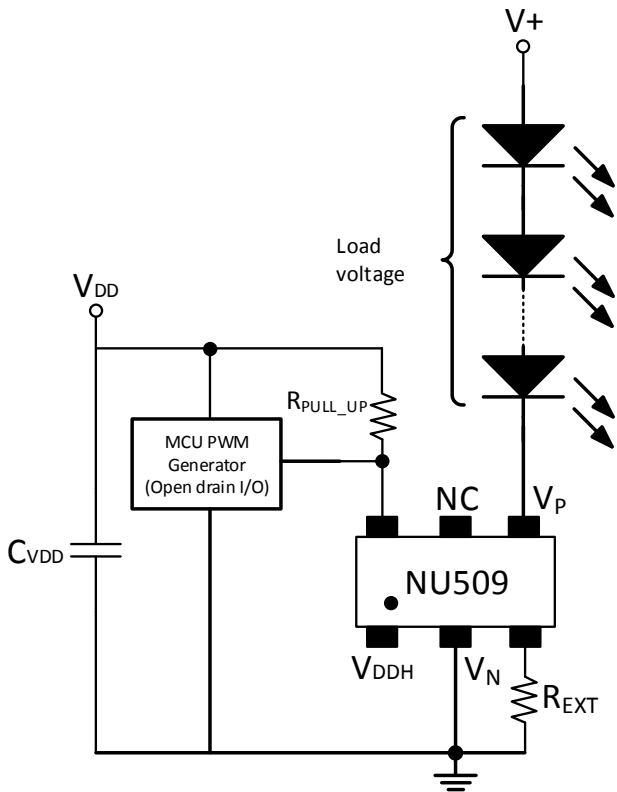 V+
Load
voltage
VDD
RPULL_UP
MCU PWM
Generator
(Open drain I/O)
NC
VP
CVDD
NU509
VDDH
VN
REXT